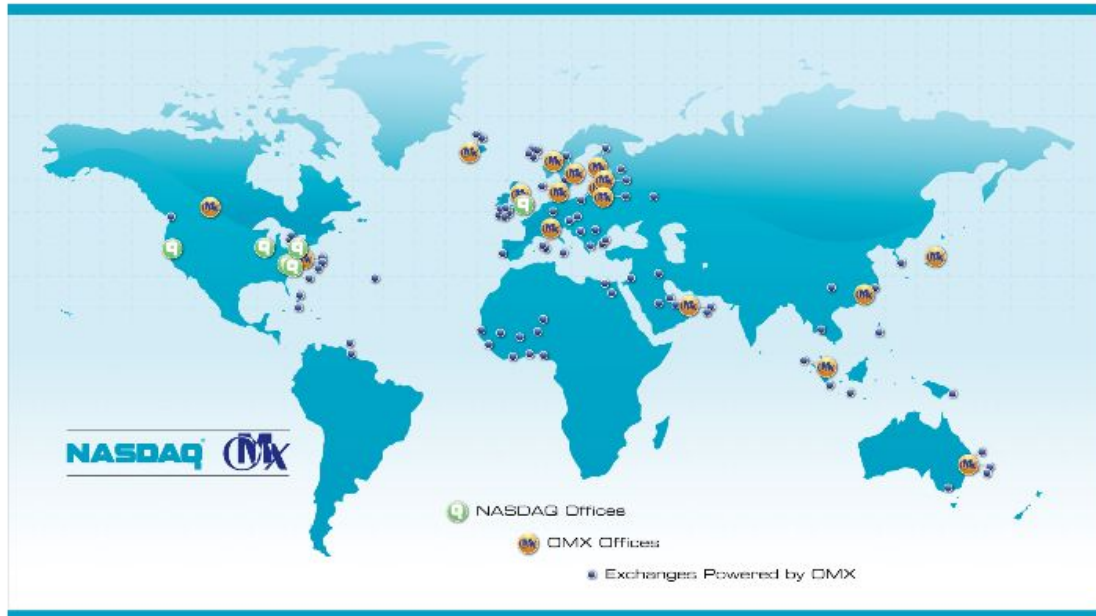 NASDAQ OMX
NASDAQ Offices
OMX Offices
Exchanges Powered by OMX